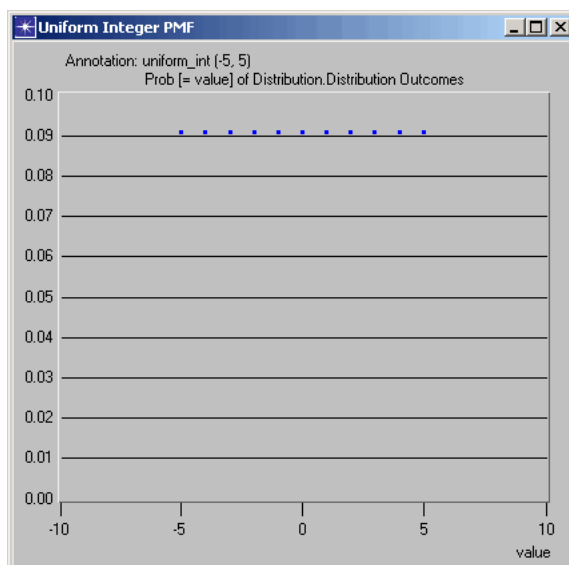 Uniform Integer PMF
Annotation: uniform_int (-5, 5)
Prob [= value] of Distribution.Distribution Outcomes
0.10
0.09
0.08
0.07
0.06
0.05
0.04
0.03
0.02
0.01
0.00
-10 -5 0 5 10
value